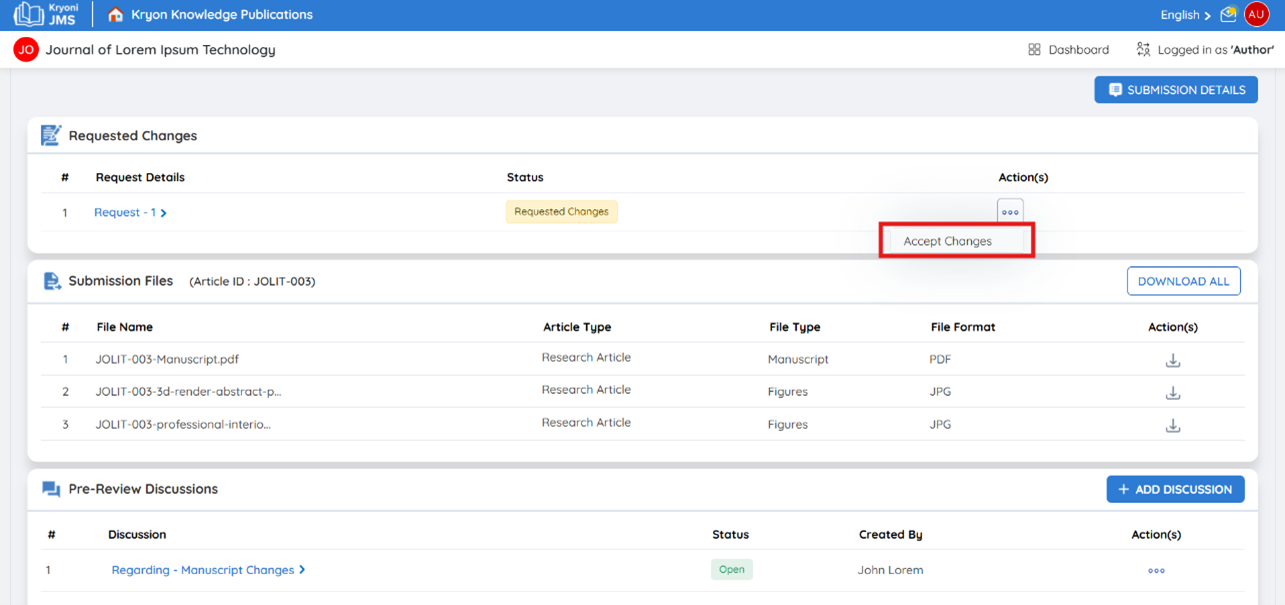 Kryoni JMS
Kryon Knowledge Publications
English
AU
JO
Journal of Lorem Ipsum Technology
Dashboard
Logged in as 'Author'
SUBMISSION DETAILS
Requested Changes
# Request Details Status Action(s)
1 Request - 1 Requested Changes
Accept Changes
Submission Files (Article ID : JOLIT-003)
DOWNLOAD ALL
# File Name Article Type File Type File Format Action(s)
1 JOLIT-003-Manuscript.pdf Research Article Manuscript PDF
2 JOLIT-003-3d-render-abstract-p... Research Article Figures JPG
3 JOLIT-003-professional-interio... Research Article Figures JPG
Pre-Review Discussions
+ ADD DISCUSSION
# Discussion Status Created By Action(s)
1 Regarding - Manuscript Changes Open John Lorem